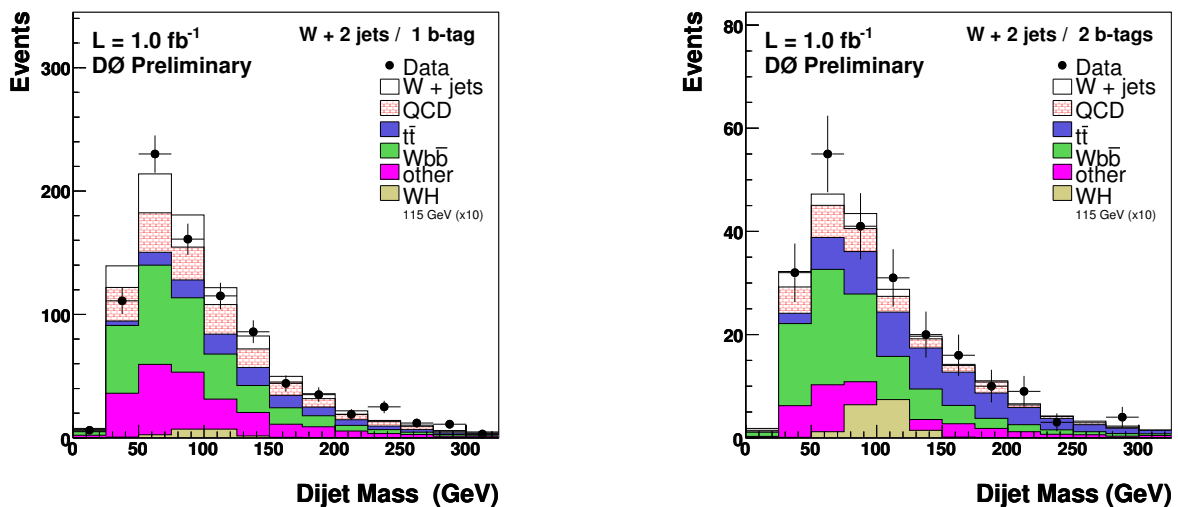 Events
L = 1.0 fb-1
W + 2 jets / 1 b-tag
DØ Preliminary
Data
W + jets
QCD
tt̄
Wbb̄
other
WH
115 GeV (x10)
300
200
100
0
0 50 100 150 200 250 300
Dijet Mass (GeV)
Events
L = 1.0 fb-1
W + 2 jets / 2 b-tags
DØ Preliminary
Data
W + jets
QCD
tt̄
Wbb̄
other
WH
115 GeV (x10)
80
60
40
20
0
0 50 100 150 200 250 300
Dijet Mass (GeV)